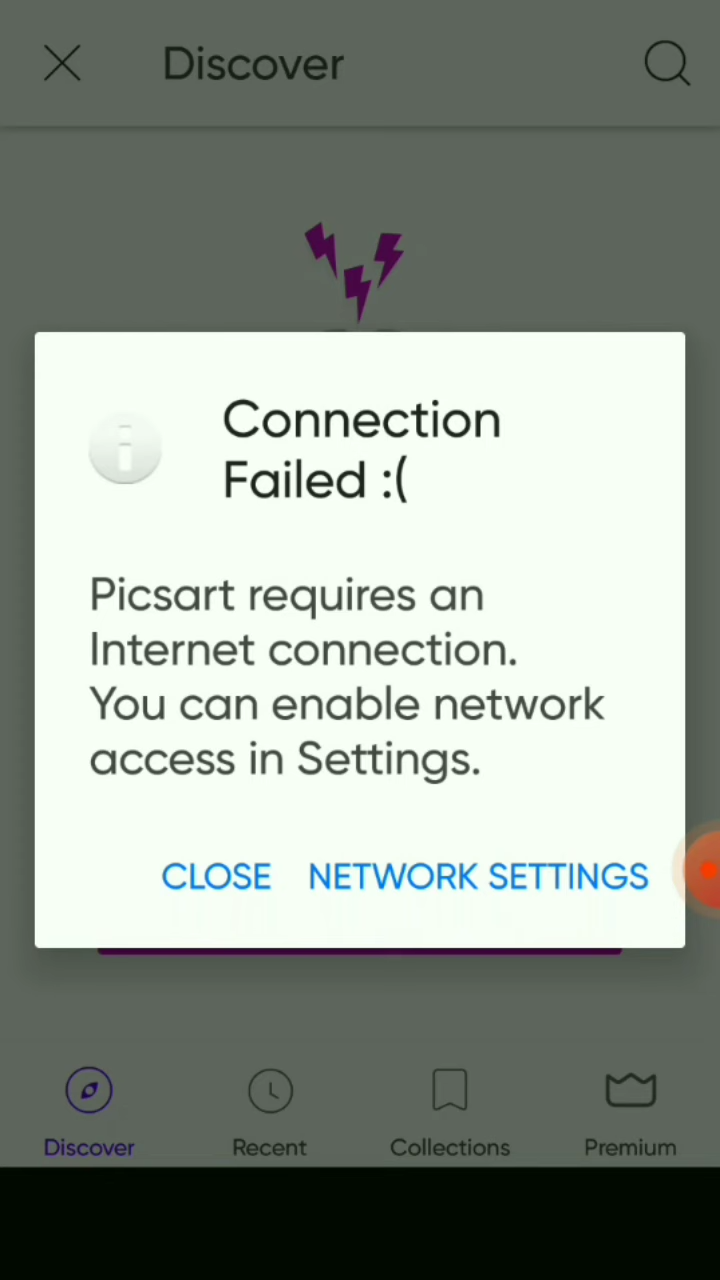 Discover
Connection
Failed :(
Picsart requires an
Internet connection.
You can enable network
access in Settings.
CLOSE NETWORK SETTINGS
Discover Recent Collections Premium